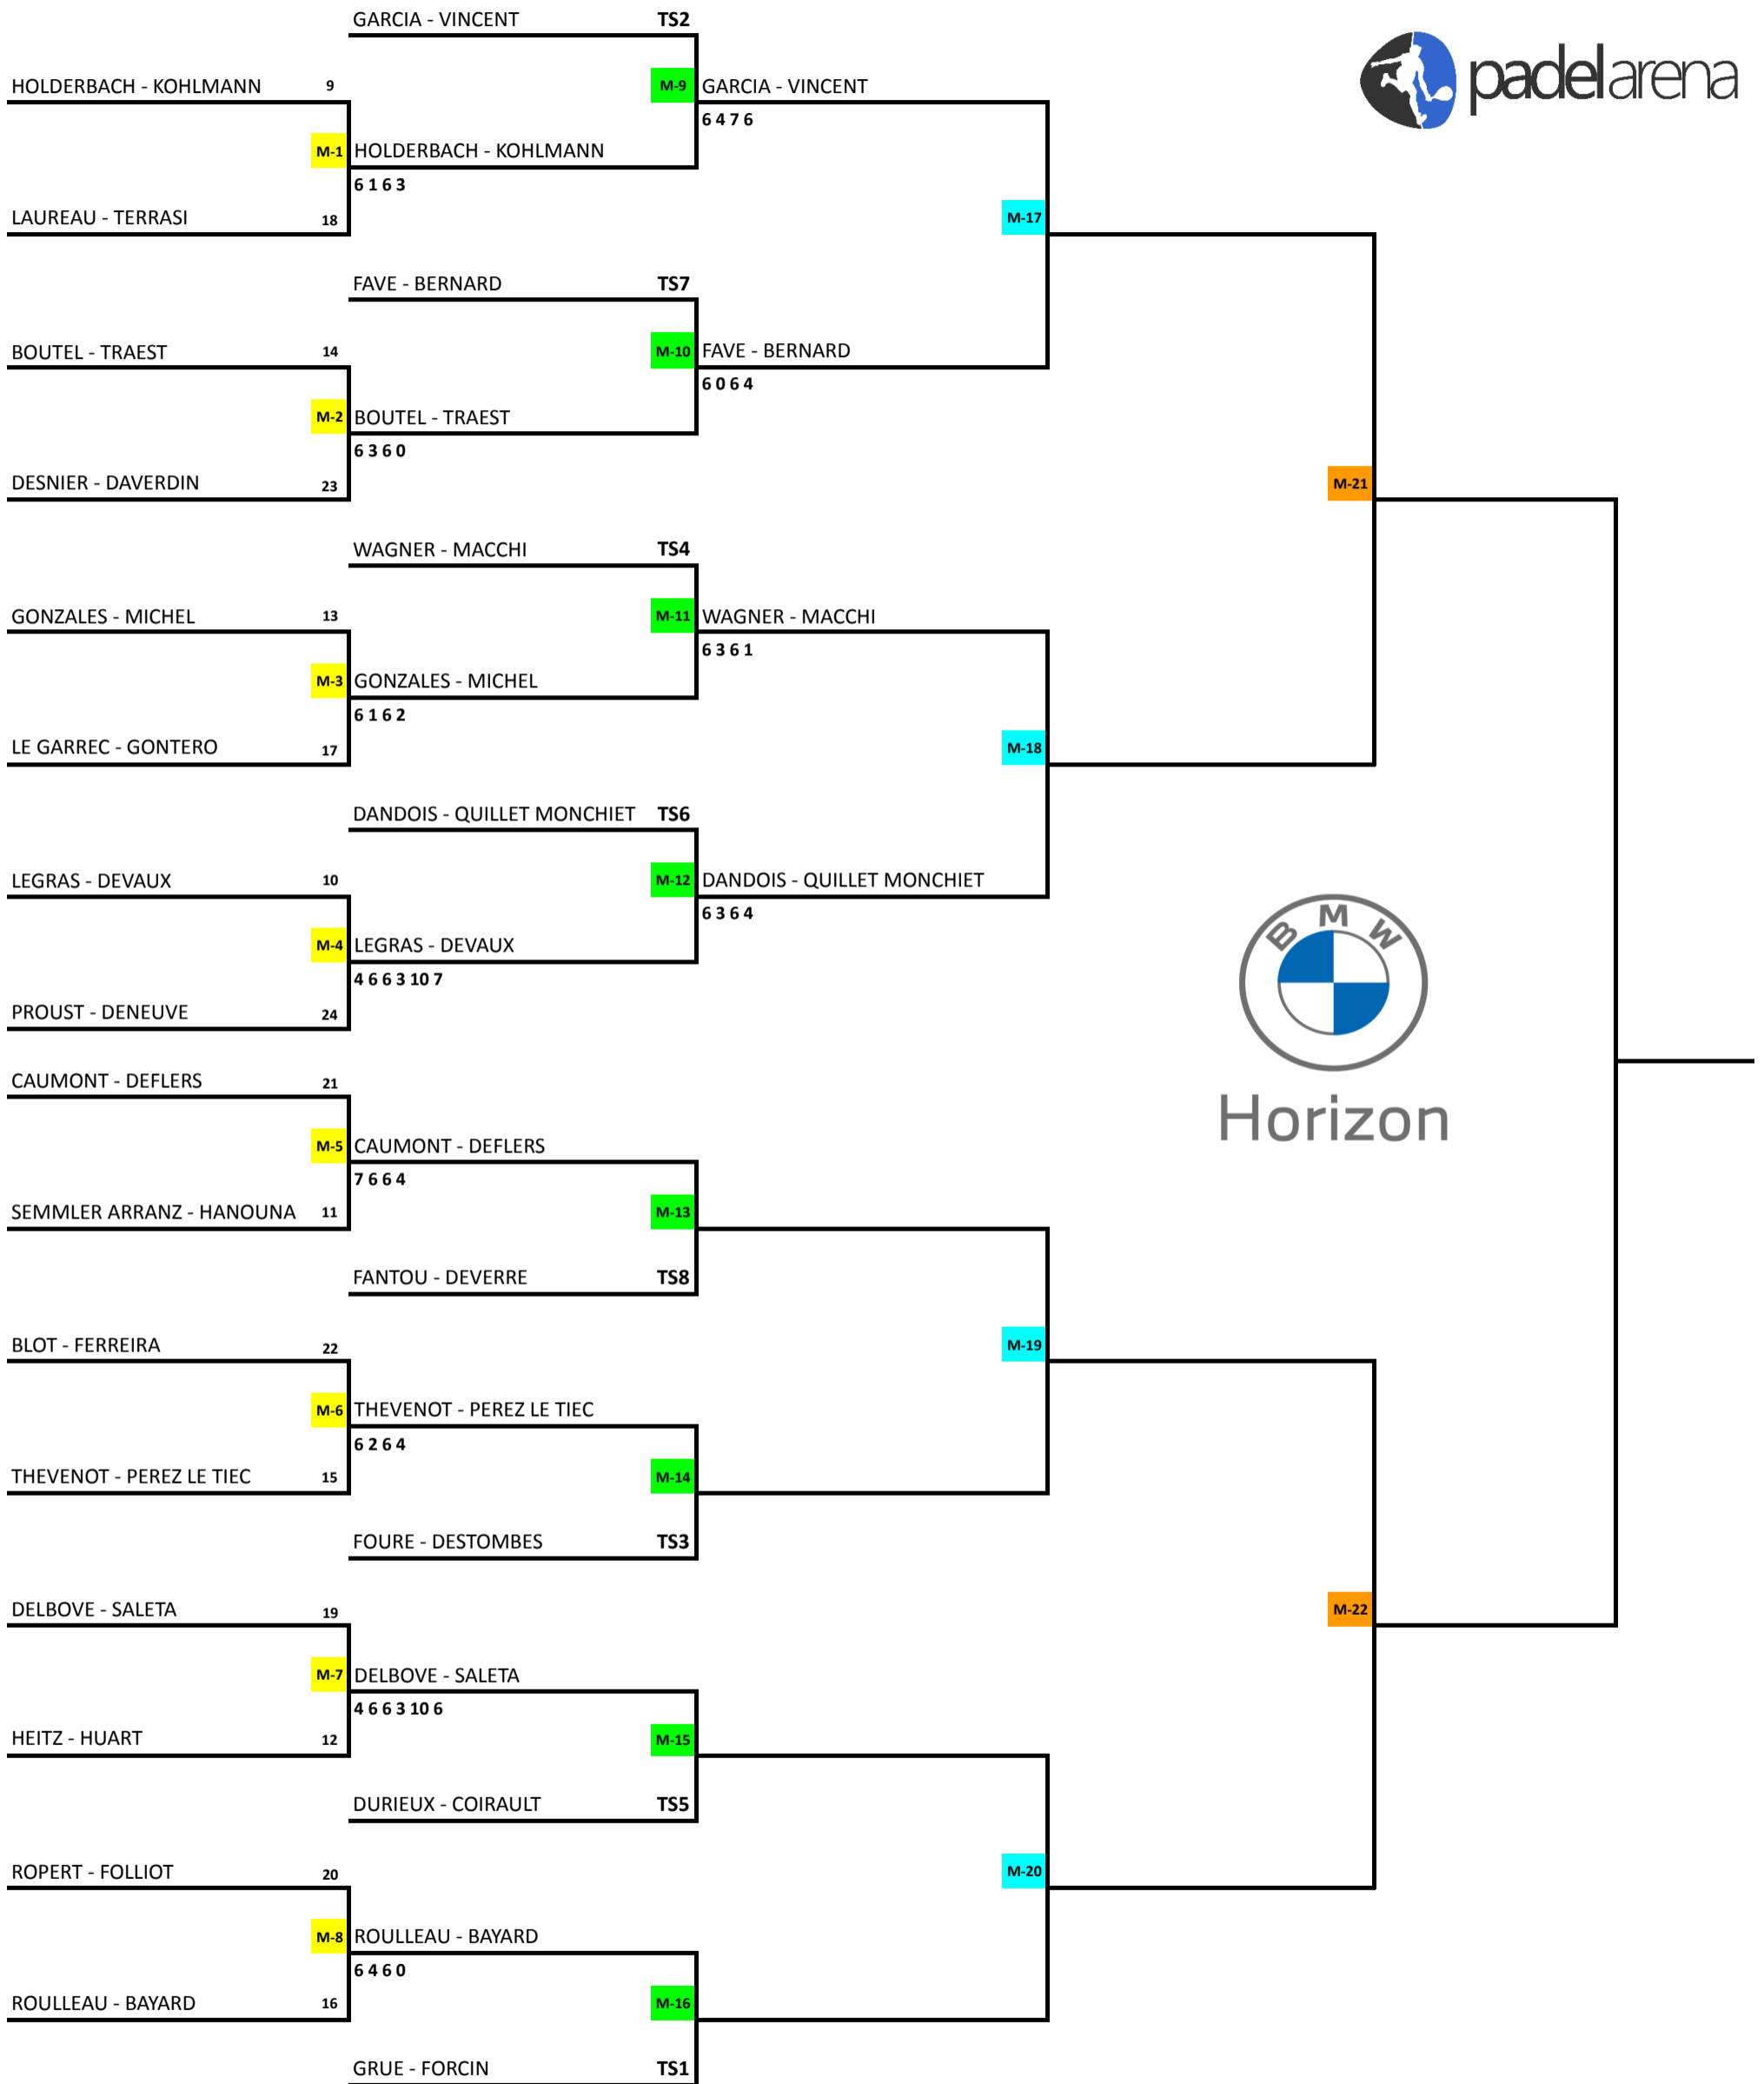 GARCIA - VINCENT TS2
padelarena
HOLDERBACH - KOHLMANN 9
M-9 GARCIA - VINCENT
6 4 7 6
M-1 HOLDERBACH - KOHLMANN
6 1 6 3
LAUREAU - TERRASI 18
M-17
FAVE - BERNARD TS7
BOUTEL - TRAEST 14
M-10 FAVE - BERNARD
6 0 6 4
M-2 BOUTEL - TRAEST
6 3 6 0
DESNIER - DAVERDIN 23
M-21
WAGNER - MACCHI TS4
GONZALES - MICHEL 13
M-11 WAGNER - MACCHI
6 3 6 1
M-3 GONZALES - MICHEL
6 1 6 2
LE GARREC - GONTERO 17
M-18
DANDOIS - QUILLET MONCHIET TS6
LEGRAS - DEVAUX 10
M-12 DANDOIS - QUILLET MONCHIET
6 3 6 4
M-4 LEGRAS - DEVAUX
4 6 6 3 10 7
PROUST - DENEUVE 24
BMW
Horizon
CAUMONT - DEFLERS 21
M-5 CAUMONT - DEFLERS
7 6 6 4
SEMMLER ARRANZ - HANOUNA 11
M-13
FANTOU - DEVERRE TS8
BLOT - FERREIRA 22
M-19
M-6 THEVENOT - PEREZ LE TIEC
6 2 6 4
THEVENOT - PEREZ LE TIEC 15
M-14
FOURE - DESTOMBES TS3
DELBOVE - SALETA 19
M-22
M-7 DELBOVE - SALETA
4 6 6 3 10 6
HEITZ - HUART 12
M-15
DURIEUX - COIRAULT TS5
ROPERT - FOLLIOT 20
M-20
M-8 ROULLEAU - BAYARD
6 4 6 0
ROULLEAU - BAYARD 16
M-16
GRUE - FORCIN TS1